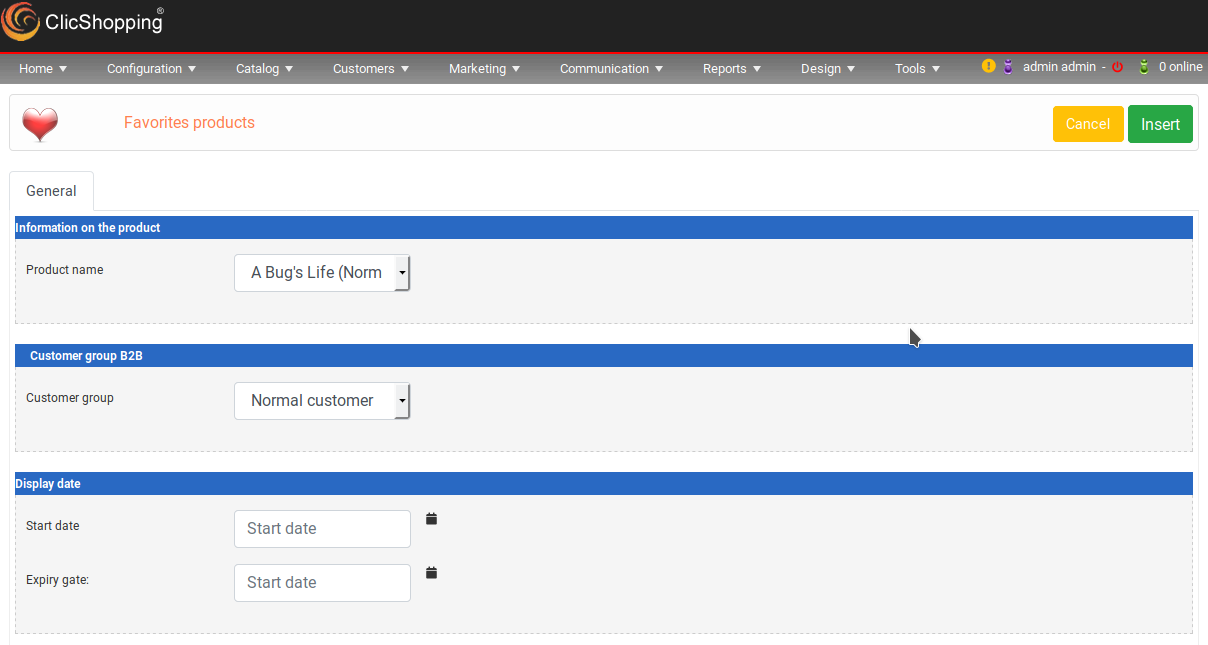 ClicShopping®
Home Configuration Catalog Customers Marketing Communication Reports Design Tools admin admin - 0 online
Favorites products Cancel Insert
General
Information on the product
Product name A Bug's Life (Norm
Customer group B2B
Customer group Normal customer
Display date
Start date Start date
Expiry gate: Start date